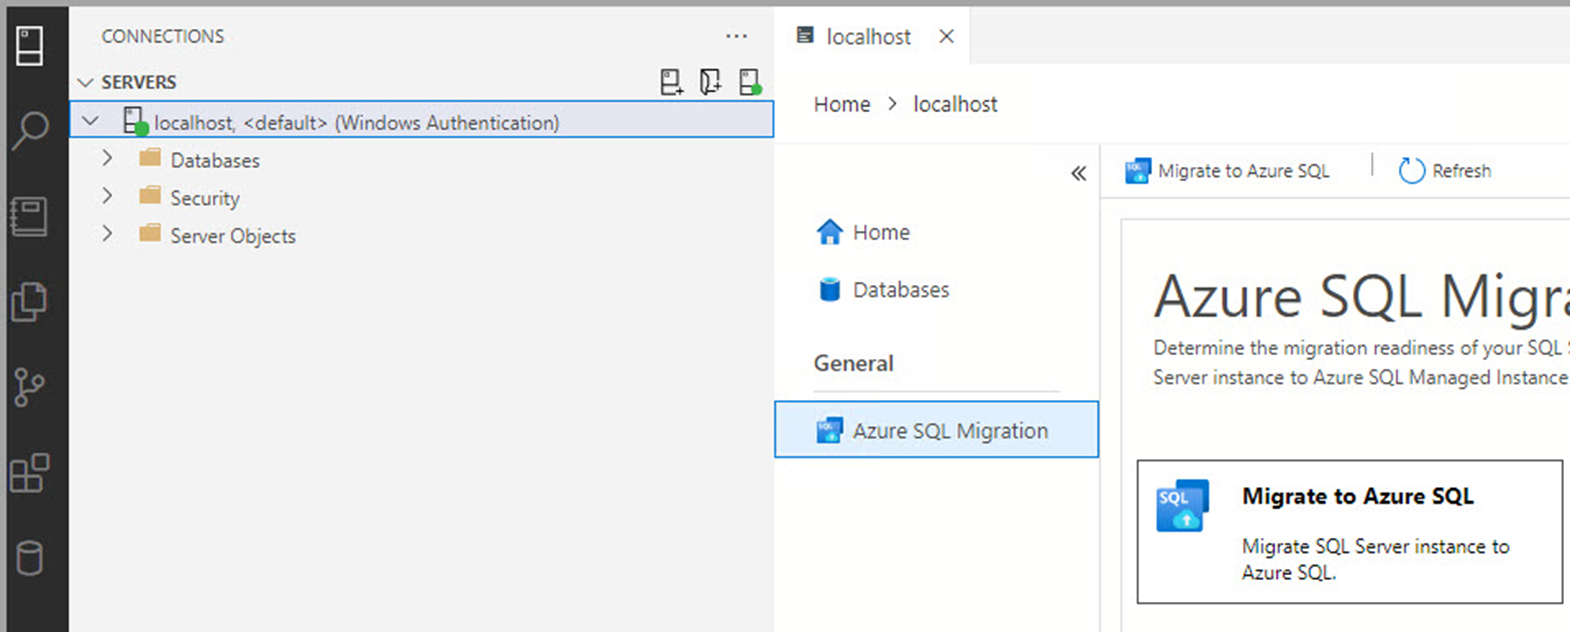 CONNECTIONS
SERVERS
localhost, <default> (Windows Authentication)
Databases
Security
Server Objects
localhost
Home > localhost
Migrate to Azure SQL
Refresh
Home
Databases
General
Azure SQL Migration
Azure SQL Migra
Determine the migration readiness of your SQL
Server instance to Azure SQL Managed Instance
SQL
Migrate to Azure SQL
Migrate SQL Server instance to
Azure SQL.